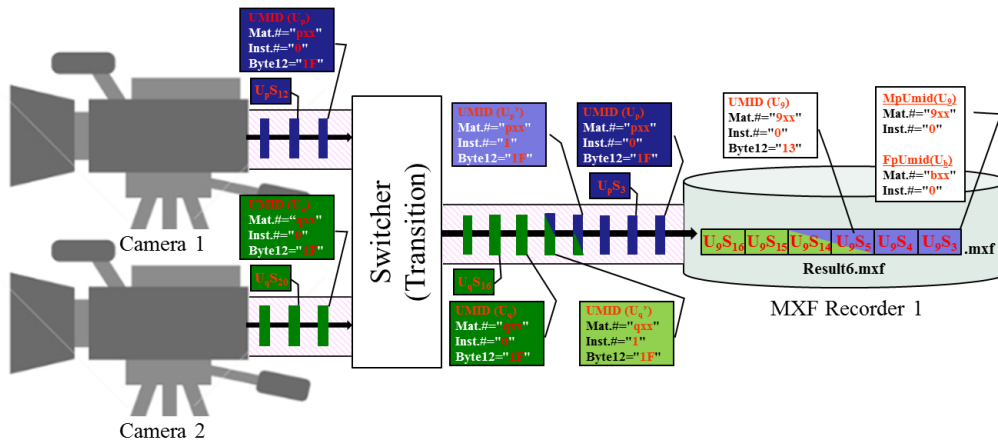 UMID (Up)
Mat.#="pxx"
Inst.#="0"
Byte12="1F"
UpS12
Camera 1
UMID (Uq)
Mat.#="qxx"
Inst.#="0"
Byte12="1F"
UqS20
Camera 2
Switcher
(Transition)
UMID (Up')
Mat.#="pxx"
Inst.#="1"
Byte12="1F"
UMID (Up)
Mat.#="pxx"
Inst.#="0"
Byte12="1F"
UpS3
UqS16
UMID (Uq)
Mat.#="qxx"
Inst.#="0"
Byte12="1F"
UMID (Uq')
Mat.#="qxx"
Inst.#="1"
Byte12="1F"
UMID (U9)
Mat.#="9xx"
Inst.#="0"
Byte12="13"
MpUmid(U9)
Mat.#="9xx"
Inst.#="0"
FpUmid(Ub)
Mat.#="bxx"
Inst.#="0"
U9S16 U9S15 U9S14 U9S5 U9S4 U9S3 .mxf
Result6.mxf
MXF Recorder 1